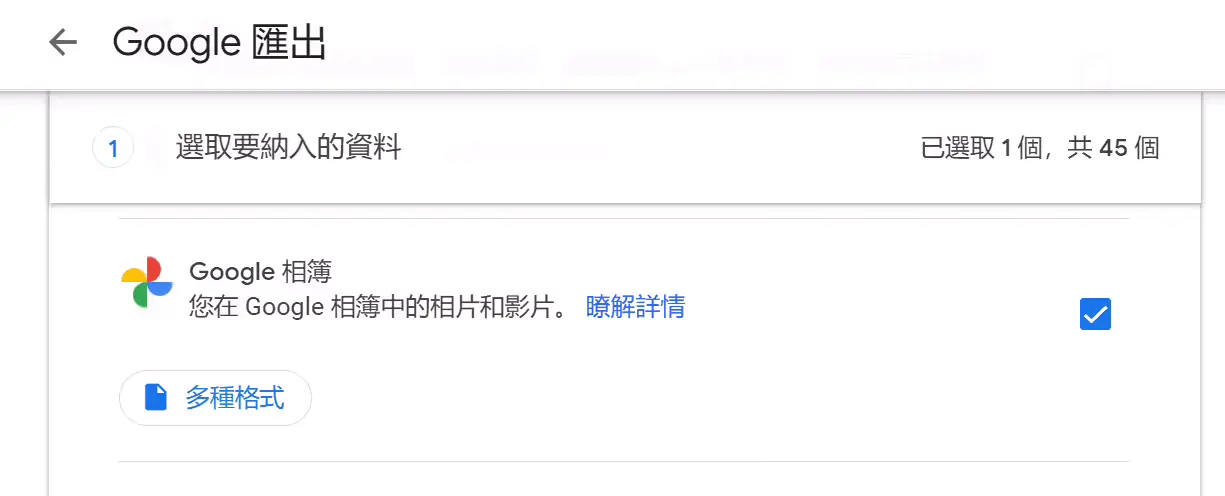 Google 匯出
1 選取要納入的資料 已選取 1 個，共 45 個
Google 相簿
您在 Google 相簿中的相片和影片。 瞭解詳情
多種格式